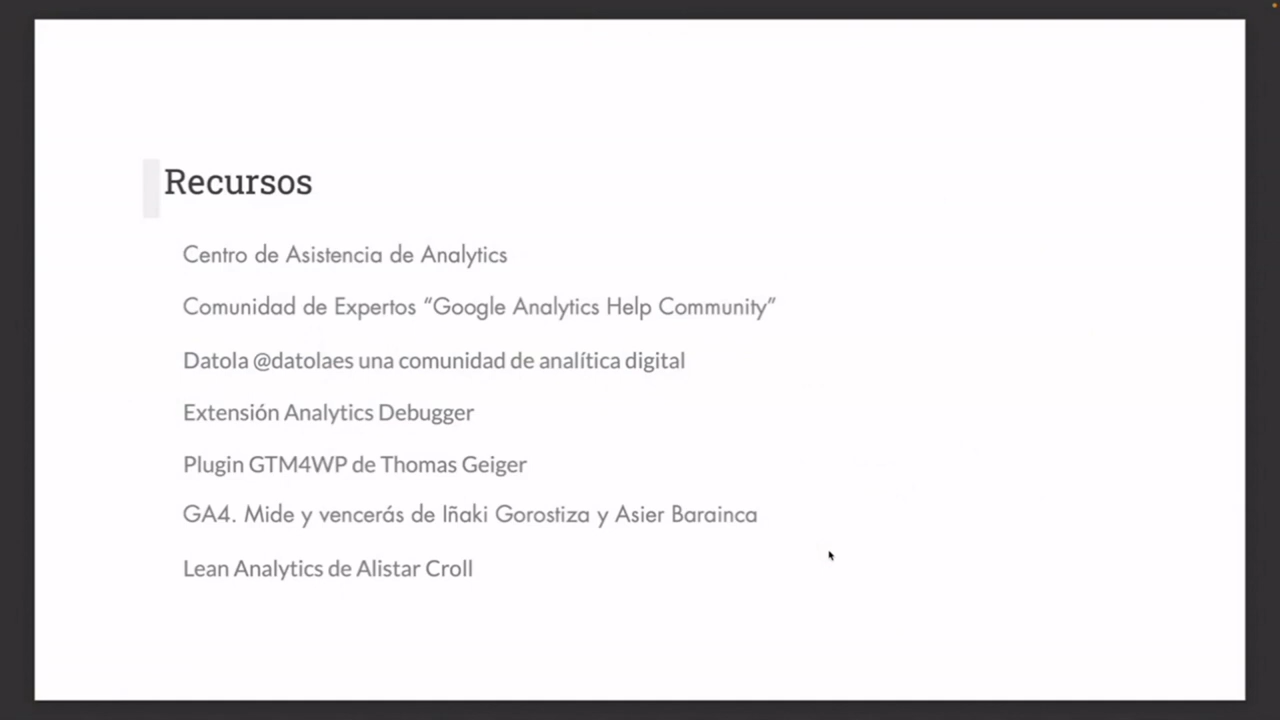 Recursos
Centro de Asistencia de Analytics
Comunidad de Expertos “Google Analytics Help Community”
Datola @datolaes una comunidad de analítica digital
Extensión Analytics Debugger
Plugin GTM4WP de Thomas Geiger
GA4. Mide y vencerás de Iñaki Gorostiza y Asier Barainca
Lean Analytics de Alistar Croll